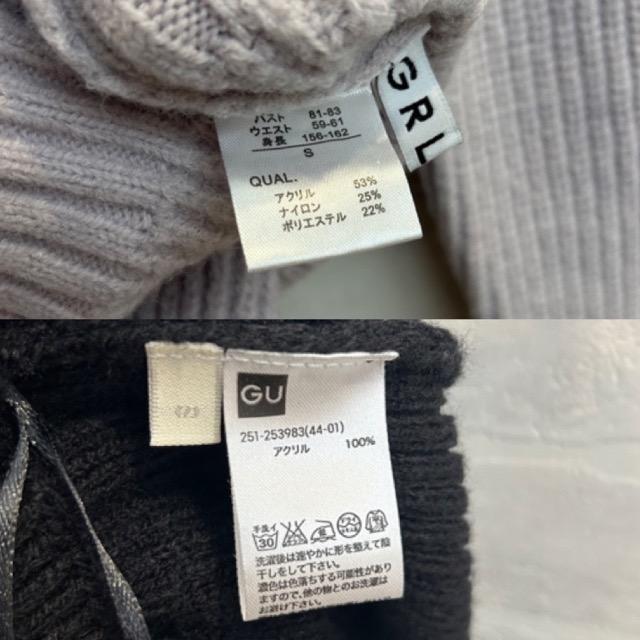 GRL
バスト 81-83
ウエスト 59-61
身長 156-162
S
QUAL.
アクリル 53%
ナイロン 25%
ポリエステル 22%
GU
251-253983(44-01)
アクリル 100%
手洗イ
30
洗濯後は速やかに形を整えて陰
干しをして下さい。
濃色は色落ちする可能性があり
ますので、他の物とのお洗濯は
お避け下さい。